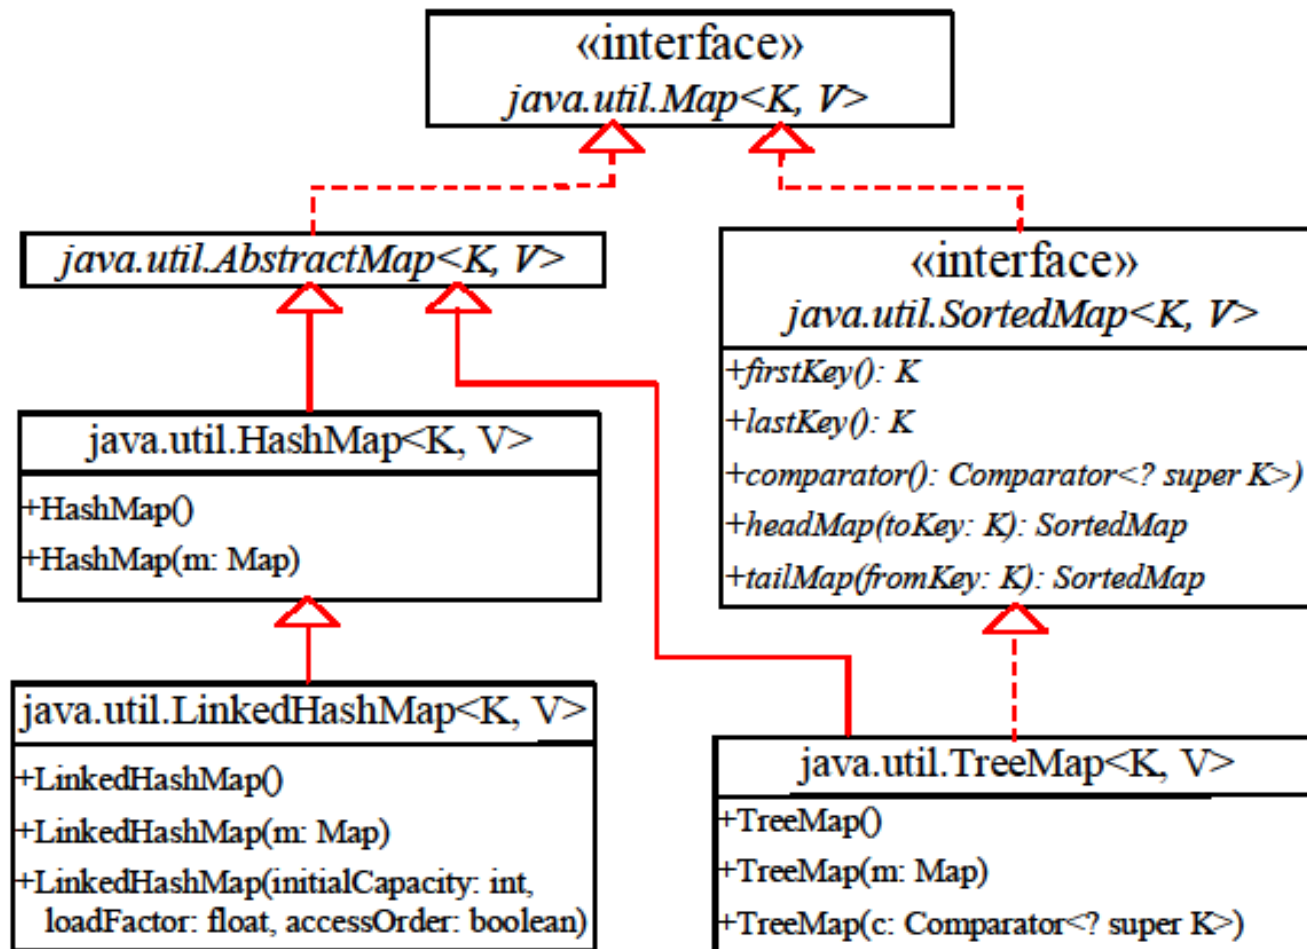 «interface»
java.util.Map<K, V>
java.util.AbstractMap<K, V>
«interface»
java.util.SortedMap<K, V>
+firstKey(): K
+lastKey(): K
+comparator(): Comparator<? super K>)
+headMap(toKey: K): SortedMap
+tailMap(fromKey: K): SortedMap
java.util.HashMap<K, V>
+HashMap()
+HashMap(m: Map)
java.util.LinkedHashMap<K, V>
+LinkedHashMap()
+LinkedHashMap(m: Map)
+LinkedHashMap(initialCapacity: int,
loadFactor: float, accessOrder: boolean)
java.util.TreeMap<K, V>
+TreeMap()
+TreeMap(m: Map)
+TreeMap(c: Comparator<? super K>)